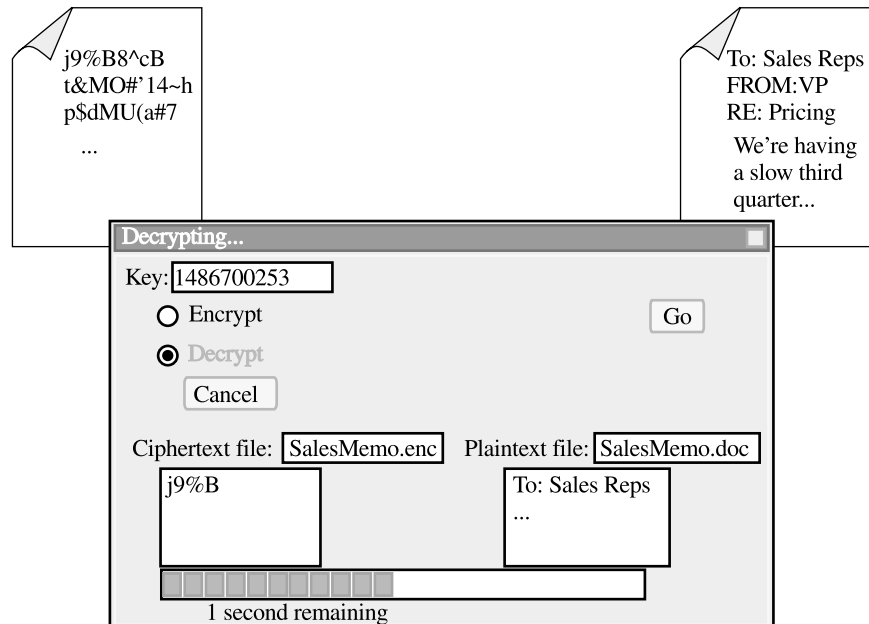 j9%B8^cB
t&MO#’14~h
p$dMU(a#7
...
To: Sales Reps
FROM:VP
RE: Pricing
We’re having
a slow third
quarter...
Decrypting...
Key: 1486700253
Encrypt
Go
Decrypt
Cancel
Ciphertext file: SalesMemo.enc Plaintext file: SalesMemo.doc
j9%B
To: Sales Reps
...
1 second remaining